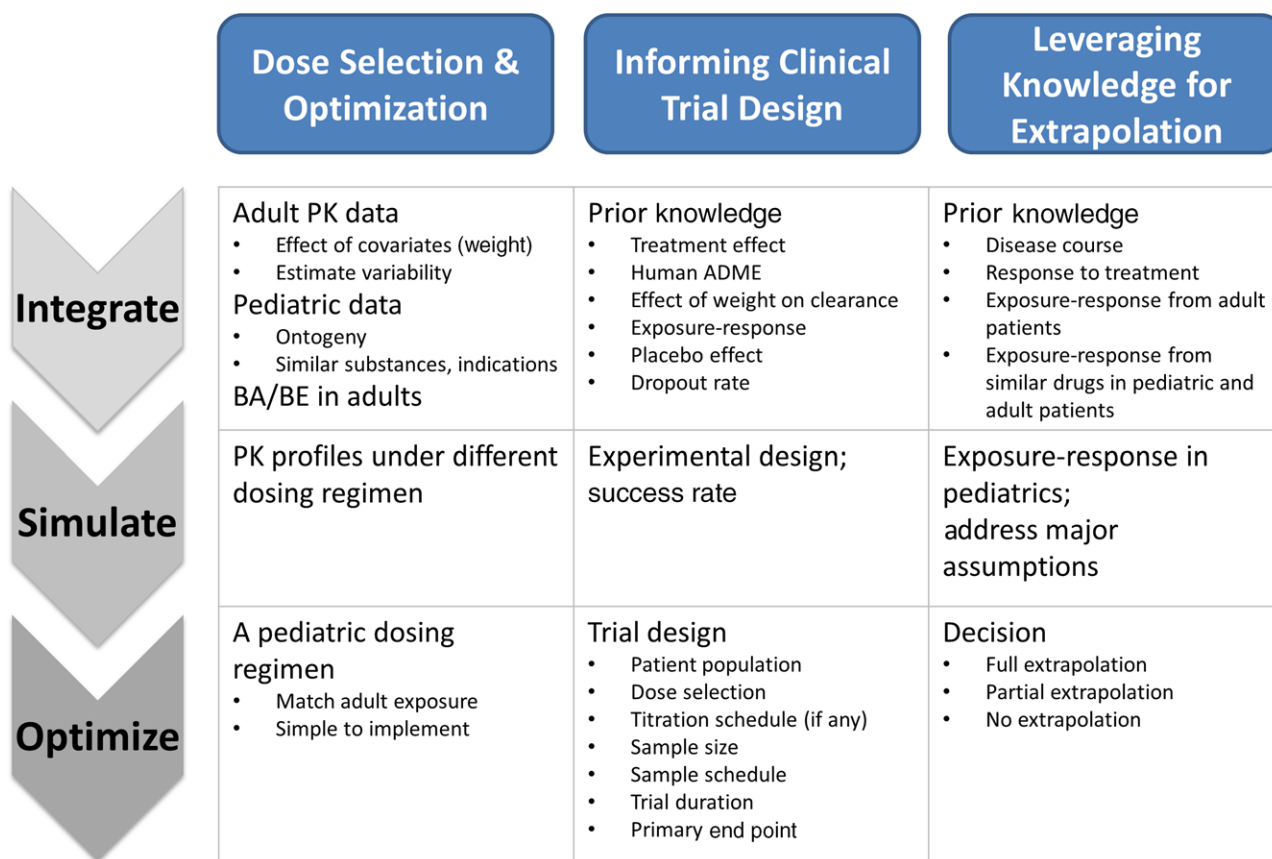 Dose Selection &
Optimization
Informing Clinical
Trial Design
Leveraging
Knowledge for
Extrapolation
Integrate
Adult PK data
• Effect of covariates (weight)
• Estimate variability
Pediatric data
• Ontogeny
• Similar substances, indications
BA/BE in adults
Prior knowledge
• Treatment effect
• Human ADME
• Effect of weight on clearance
• Exposure-response
• Placebo effect
• Dropout rate
Prior knowledge
• Disease course
• Response to treatment
• Exposure-response from adult
patients
• Exposure-response from
similar drugs in pediatric and
adult patients
Simulate
PK profiles under different
dosing regimen
Experimental design;
success rate
Exposure-response in
pediatrics;
address major
assumptions
Optimize
A pediatric dosing
regimen
• Match adult exposure
• Simple to implement
Trial design
• Patient population
• Dose selection
• Titration schedule (if any)
• Sample size
• Sample schedule
• Trial duration
• Primary end point
Decision
• Full extrapolation
• Partial extrapolation
• No extrapolation